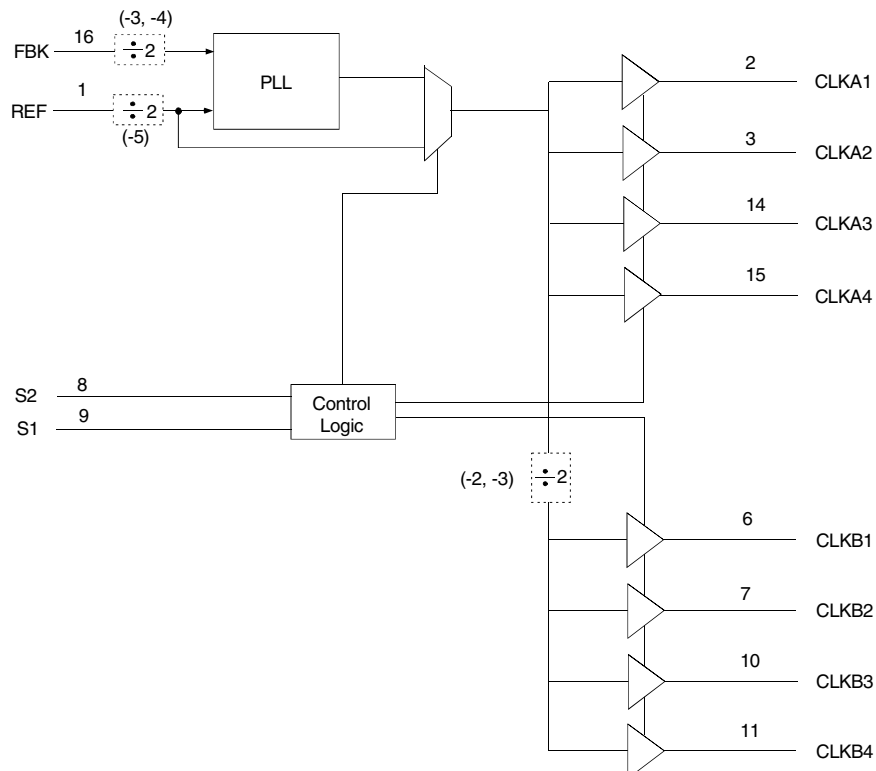 (-3, -4)
FBK 16 ÷2
PLL
REF 1 ÷2
(-5)
2 CLKA1
3 CLKA2
14 CLKA3
15 CLKA4
S2 8
S1 9
Control
Logic
(-2, -3) ÷2
6 CLKB1
7 CLKB2
10 CLKB3
11 CLKB4